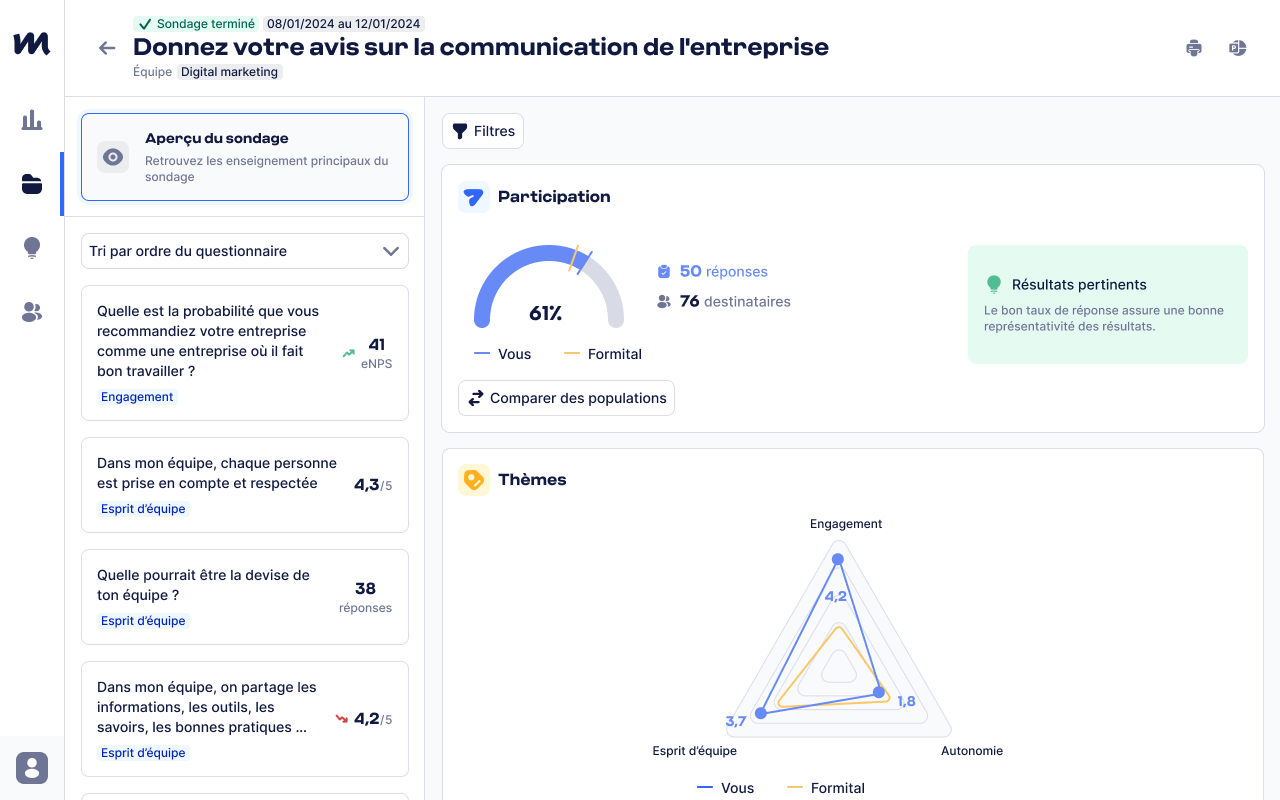 Sondage terminé 08/01/2024 au 12/01/2024
Donnez votre avis sur la communication de l'entreprise
Équipe Digital marketing
Aperçu du sondage
Retrouvez les enseignement principaux du
sondage
Tri par ordre du questionnaire
Quelle est la probabilité que vous
recommandiez votre entreprise
comme une entreprise où il fait
bon travailler ?
41
eNPS
Engagement
Dans mon équipe, chaque personne
est prise en compte et respectée
4,3/5
Esprit d'équipe
Quelle pourrait être la devise de
ton équipe ?
38
réponses
Esprit d'équipe
Dans mon équipe, on partage les
informations, les outils, les
savoirs, les bonnes pratiques ...
4,2/5
Esprit d'équipe
Filtres
Participation
61%
Vous
Formital
50 réponses
76 destinataires
Résultats pertinents
Le bon taux de réponse assure une bonne
représentativité des résultats.
Comparer des populations
Thèmes
Engagement
4,2
1,8
3,7
Esprit d'équipe
Autonomie
Vous
Formital